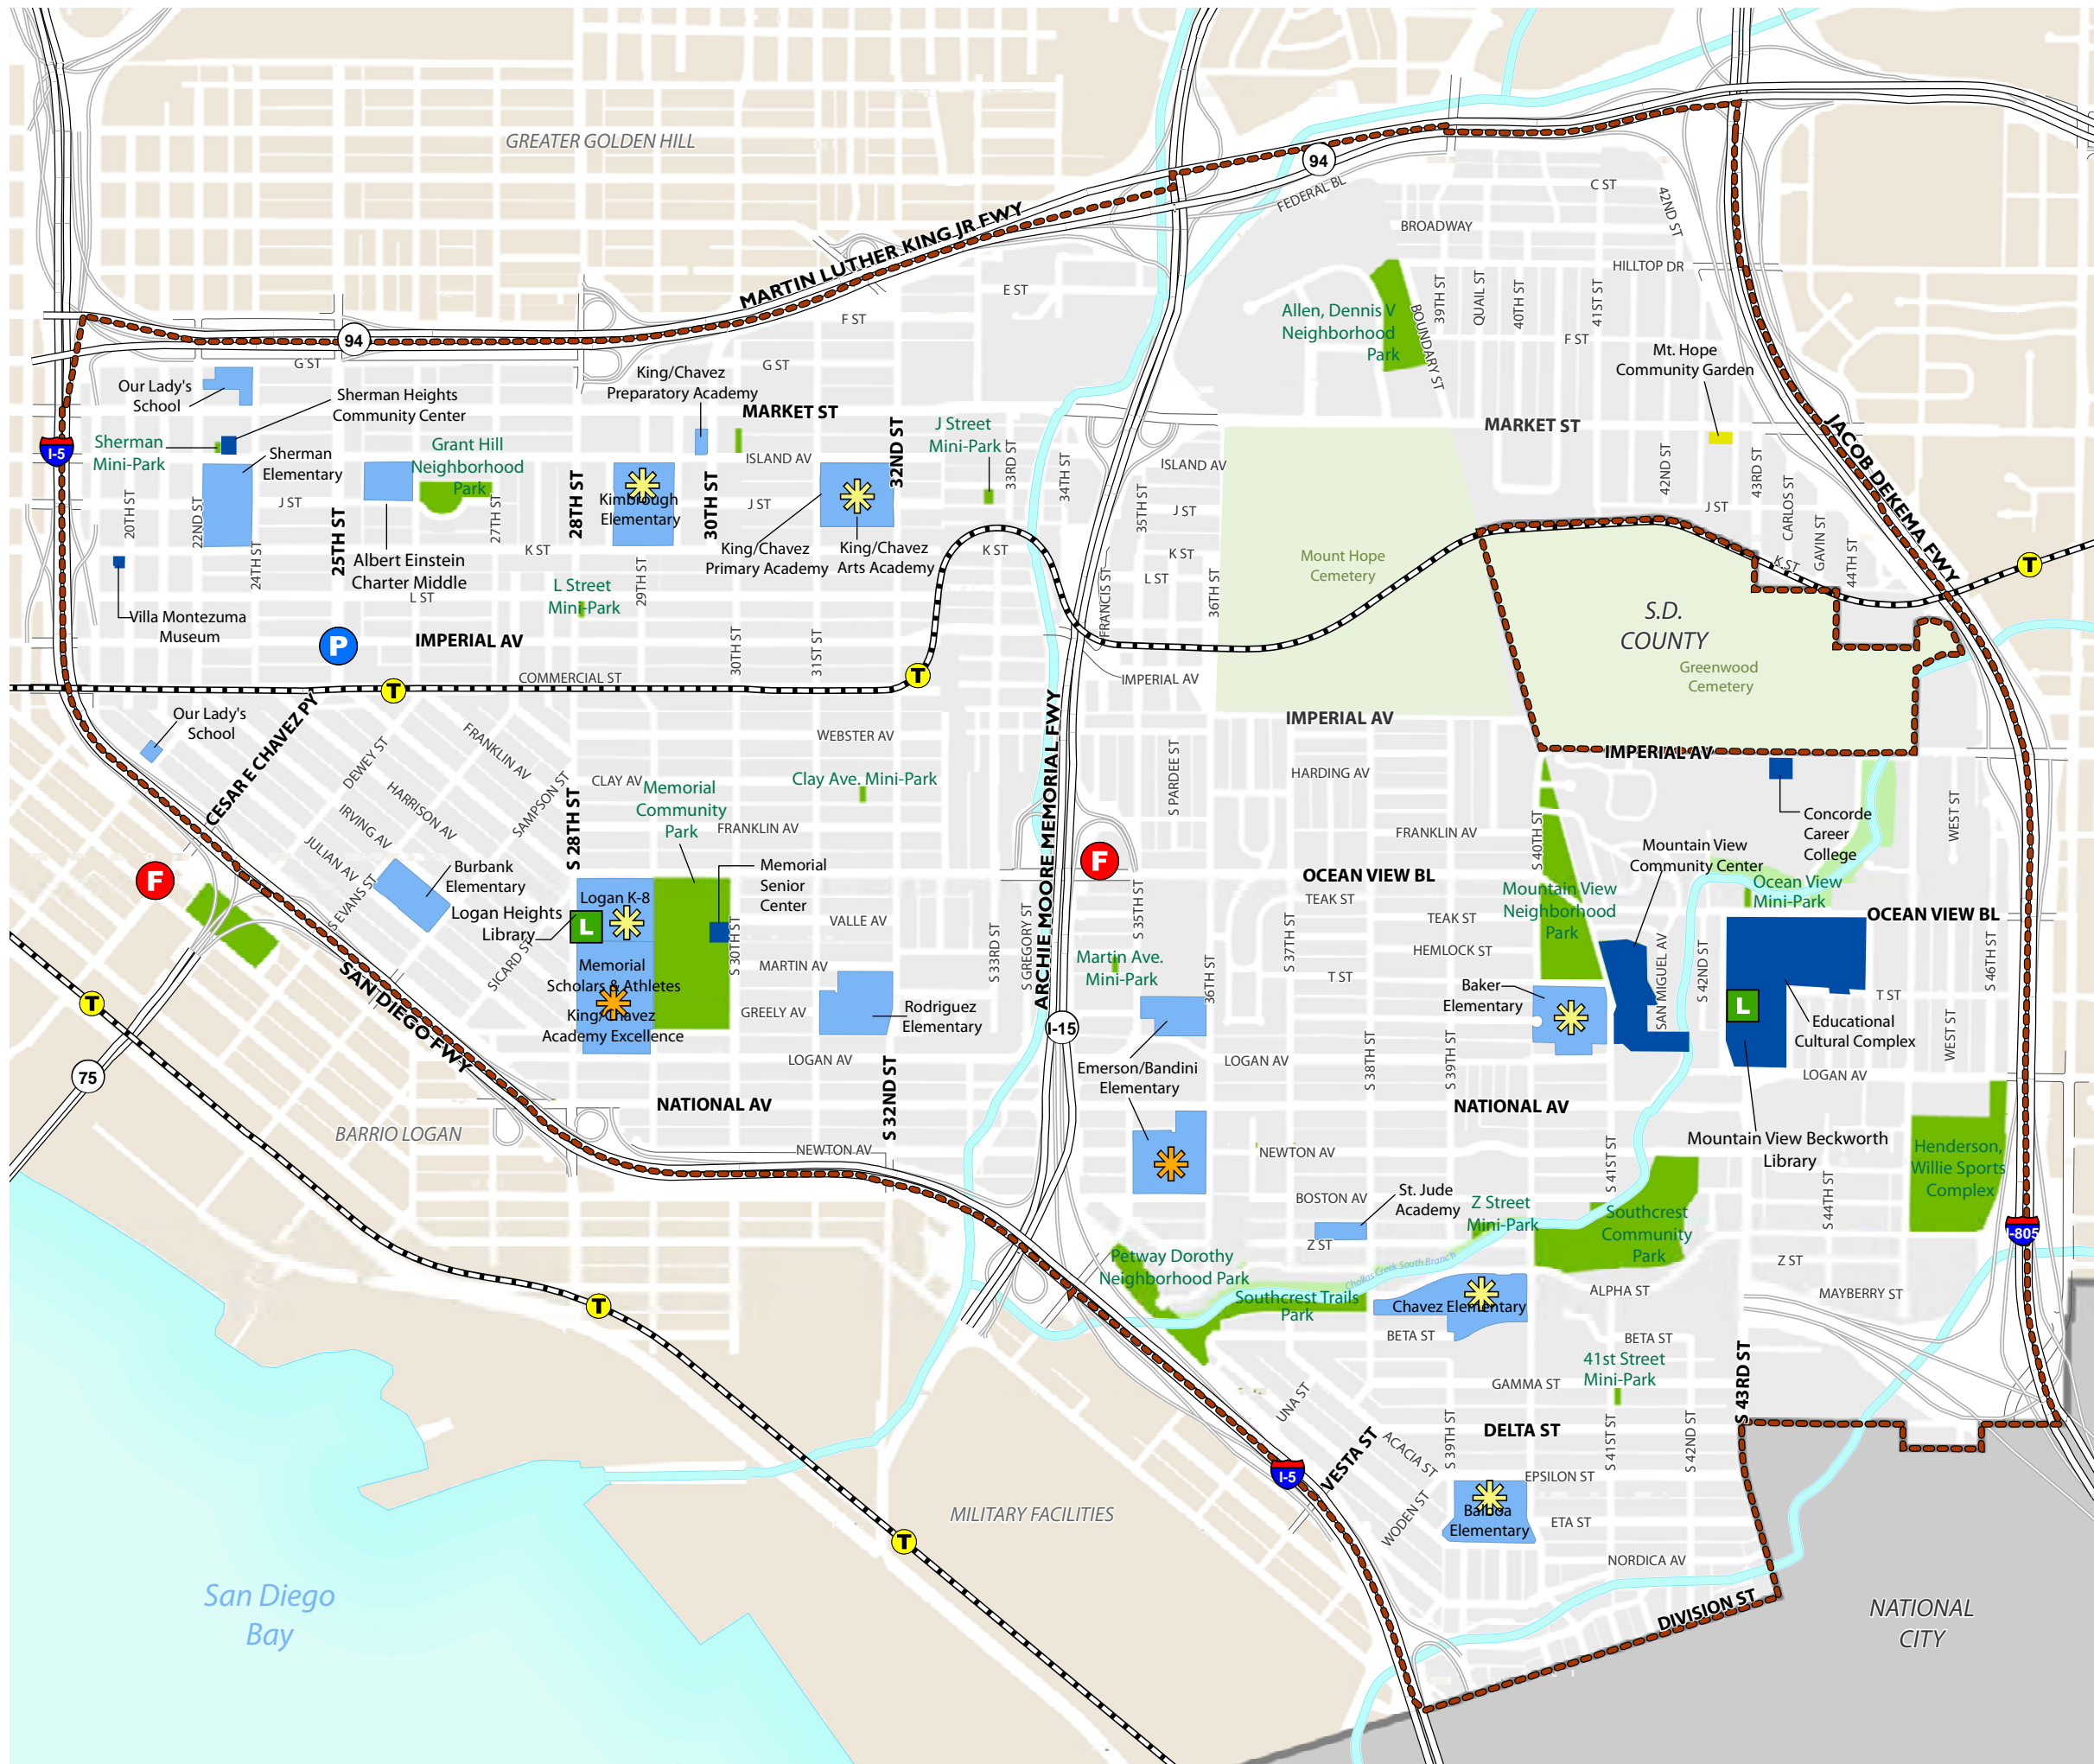 GREATER GOLDEN HILL
MARTIN LUTHER KING JR FWY
94
FEDERAL BL
C ST
42ND ST
BROADWAY
HILLTOP DR
E ST
F ST
G ST
94
G ST
Allen, Dennis V
Neighborhood
Park
BOUNDARY ST
39TH ST
QUAIL ST
40TH ST
41ST ST
F ST
Mt. Hope
Community Garden
Our Lady's
School
Sherman Heights
Community Center
King/Chavez
Preparatory Academy
MARKET ST
MARKET ST
JACOB DEKEMA FWY
I-5
Sherman
Mini-Park
Sherman
Elementary
Grant Hill
Neighborhood
Park
ISLAND AV
32ND ST
J Street
Mini-Park
33RD ST
34TH ST
ISLAND AV
35TH ST
J ST
42ND ST
43RD ST
J ST
CARLOS ST
GAVIN ST
44TH ST
K ST
20TH ST
22ND ST
24TH ST
J ST
25TH ST
27TH ST
28TH ST
Kimbrough
Elementary
30TH ST
J ST
K ST
29TH ST
King/Chavez
Primary Academy
King/Chavez
Arts Academy
K ST
K ST
L ST
FRANCIS ST
36TH ST
Mount Hope
Cemetery
S.D.
COUNTY
Greenwood
Cemetery
T
Albert Einstein
Charter Middle
L ST
L Street
Mini-Park
Villa Montezuma
Museum
P
IMPERIAL AV
30TH ST
31ST ST
COMMERCIAL ST
T
T
IMPERIAL AV
IMPERIAL AV
IMPERIAL AV
Our Lady's
School
CESAR E CHAVEZ PY
DEWEY ST
FRANKLIN AV
HARRISON AV
IRVING AV
JULIAN AV
SAMPSON ST
S EVANS ST
SICARD ST
S 28TH ST
CLAY AV
WEBSTER AV
Clay Ave. Mini-Park
Memorial
Community
Park
FRANKLIN AV
ARCHIE MOORE MEMORIAL FWY
S PARDEE ST
HARDING AV
FRANKLIN AV
S 40TH ST
Concorde
Career
College
WEST ST
Mountain View
Community Center
F
Burbank
Elementary
Logan Heights
Library
L
Logan K-8
Memorial
Senior
Center
S 30TH ST
VALLE AV
F
OCEAN VIEW BL
TEAK ST
TEAK ST
HEMLOCK ST
T ST
Mountain View
Neighborhood
Park
Ocean View
Mini-Park
OCEAN VIEW BL
S 33RD ST
S GREGORY ST
S 35TH ST
36TH ST
S 37TH ST
SAN MIGUEL AV
S 42ND ST
S 46TH ST
Martin Ave.
Mini-Park
MARTIN AV
Memorial
Scholars & Athletes
King/Chavez
Academy Excellence
GREELY AV
Rodriguez
Elementary
LOGAN AV
I-15
Baker
Elementary
L
T ST
Educational
Cultural Complex
LOGAN AV
WEST ST
T
75
SAN DIEGO FWY
Emerson/Bandini
Elementary
LOGAN AV
S 38TH ST
S 39TH ST
NATIONAL AV
S 32ND ST
NATIONAL AV
BARRIO LOGAN
NEWTON AV
NEWTON AV
S 41ST ST
Mountain View Beckworth
Library
Henderson,
Willie Sports
Complex
S 44TH ST
BOSTON AV
St. Jude
Academy
Z Street
Mini-Park
Southcrest
Community
Park
I-805
Z ST
Z ST
Petway Dorothy
Neighborhood Park
Chollas Creek South Branch
Southcrest Trails
Park
Chavez Elementary
ALPHA ST
MAYBERRY ST
T
BETA ST
BETA ST
41st Street
Mini-Park
GAMMA ST
S 43RD ST
UNA ST
DELTA ST
VESTA ST
ACACIA ST
S 39TH ST
S 41ST ST
S 42ND ST
I-5
EPSILON ST
WODEN ST
Balboa
Elementary
ETA ST
NORDICA AV
MILITARY FACILITIES
T
San Diego
Bay
DIVISION ST
NATIONAL
CITY